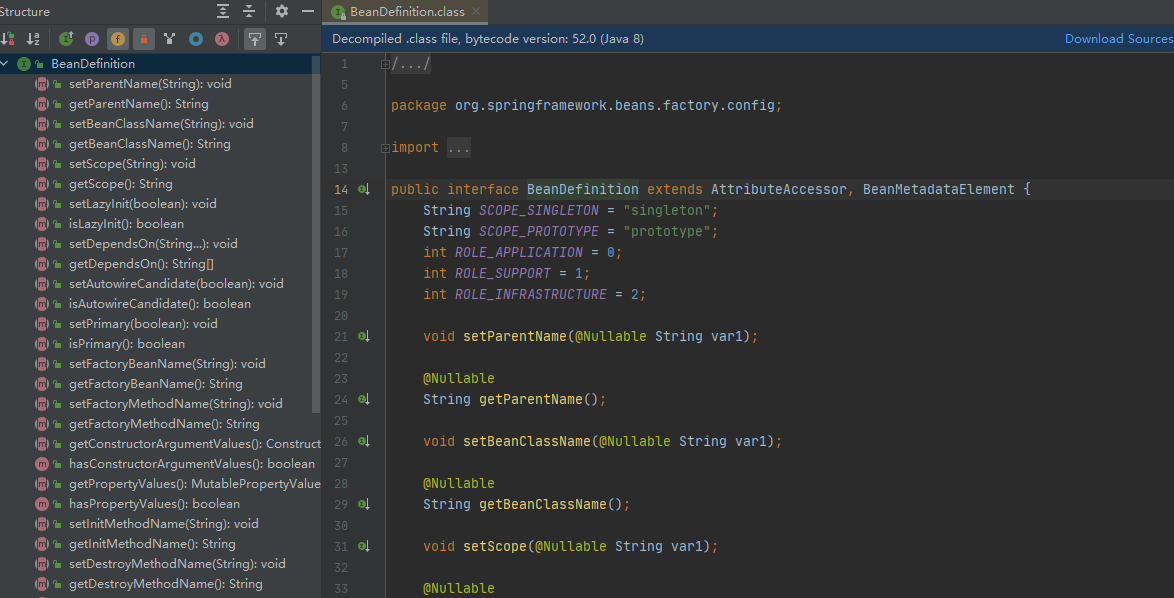 Structure
BeanDefinition
setParentName(String): void
getParentName(): String
setBeanClassName(String): void
getBeanClassName(): String
setScope(String): void
getScope(): String
setLazyInit(boolean): void
isLazyInit(): boolean
setDependsOn(String...): void
getDependsOn(): String[]
setAutowireCandidate(boolean): void
isAutowireCandidate(): boolean
setPrimary(boolean): void
isPrimary(): boolean
setFactoryBeanName(String): void
getFactoryBeanName(): String
setFactoryMethodName(String): void
getFactoryMethodName(): String
getConstructorArgumentValues(): Construct
hasConstructorArgumentValues(): boolean
getPropertyValues(): MutablePropertyValue
hasPropertyValues(): boolean
setInitMethodName(String): void
getInitMethodName(): String
setDestroyMethodName(String): void
getDestroyMethodName(): String
BeanDefinition.class
Decompiled .class file, bytecode version: 52.0 (Java 8)
Download Sources
1 /.../
5
6 package org.springframework.beans.factory.config;
7
8 import ...
13
14 public interface BeanDefinition extends AttributeAccessor, BeanMetadataElement {
15 String SCOPE_SINGLETON = "singleton";
16 String SCOPE_PROTOTYPE = "prototype";
17 int ROLE_APPLICATION = 0;
18 int ROLE_SUPPORT = 1;
19 int ROLE_INFRASTRUCTURE = 2;
20
21 void setParentName(@Nullable String var1);
22
23 @Nullable
24 String getParentName();
25
26 void setBeanClassName(@Nullable String var1);
27
28 @Nullable
29 String getBeanClassName();
30
31 void setScope(@Nullable String var1);
32
33 @Nullable